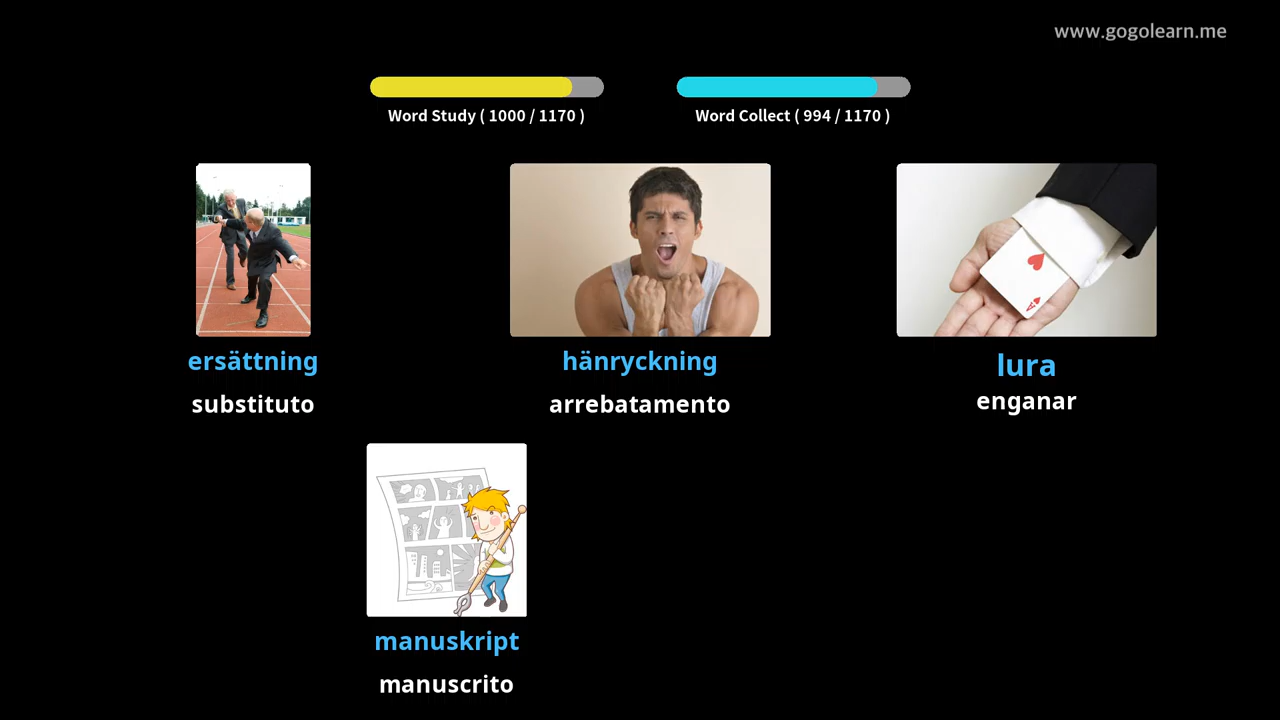 www.gogolearn.me
Word Study ( 1000 / 1170 )
Word Collect ( 994 / 1170 )
ersättning
substituto
hänryckning
arrebatamento
lura
enganar
manuskript
manuscrito